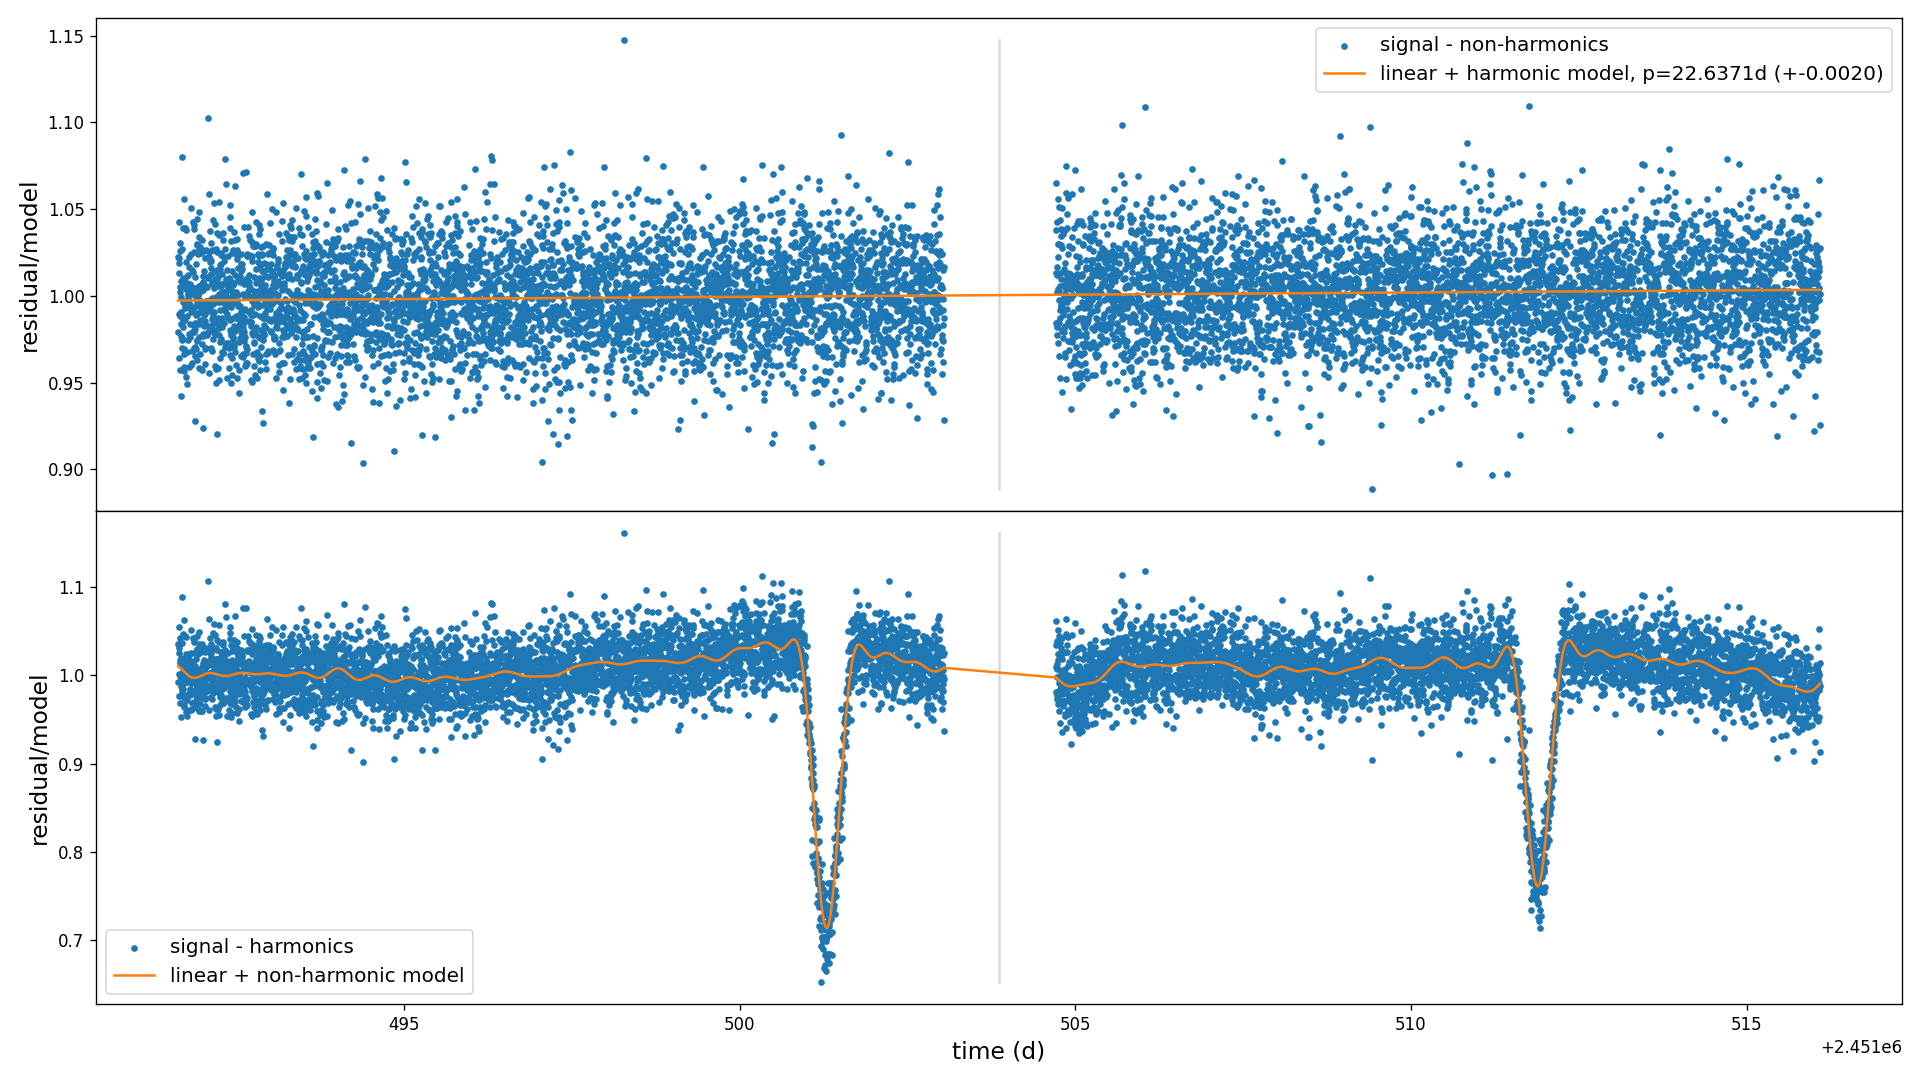 1.15
1.10
1.05
1.00
0.95
0.90
residual/model
signal - non-harmonics
linear + harmonic model, p=22.6371d (+-0.0020)
1.1
1.0
0.9
0.8
0.7
residual/model
signal - harmonics
linear + non-harmonic model
495
500
505
510
515
time (d)
+2.451e6